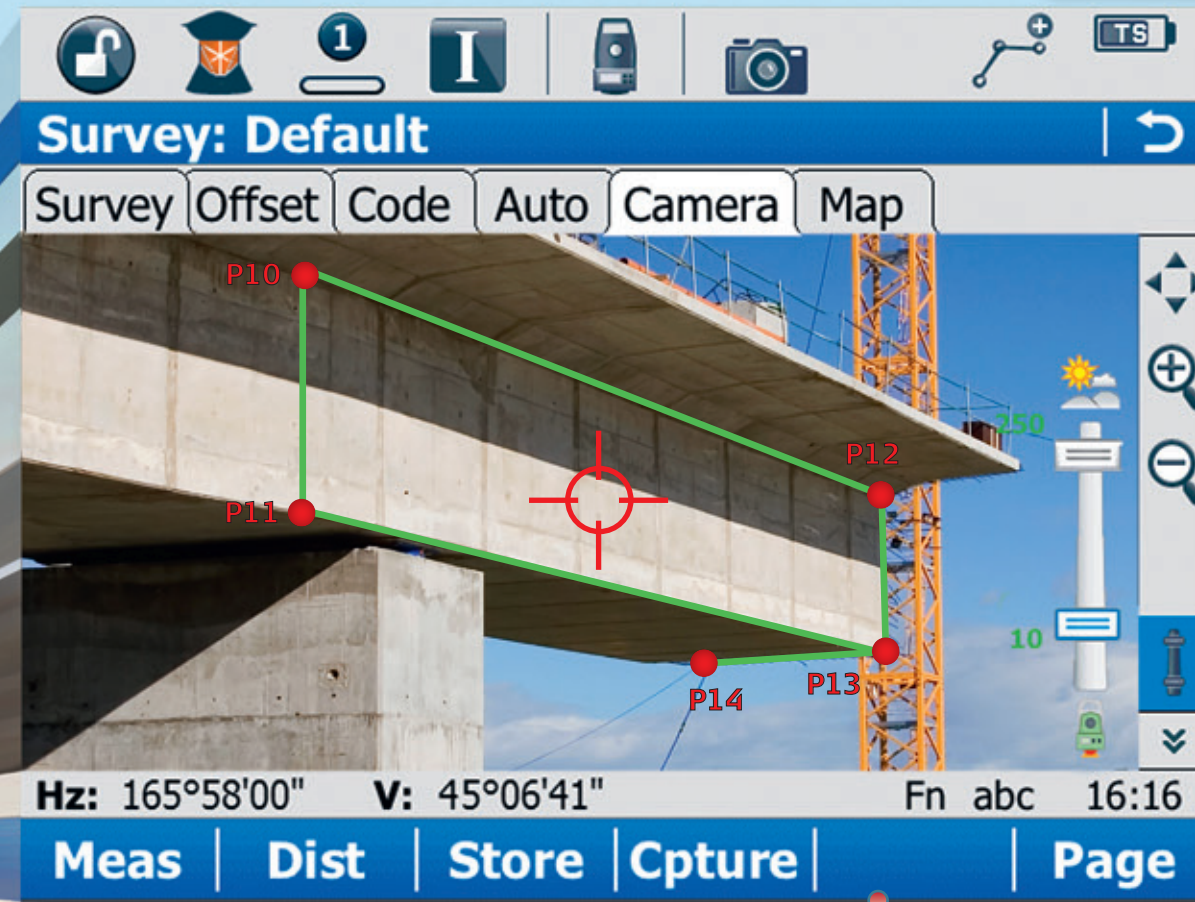 1 I TS
Survey: Default
Survey Offset Code Auto Camera Map
P10
250
P12
P11
10
P13
P14
Hz: 165°58'00" V: 45°06'41" Fn abc 16:16
Meas Dist Store Cpture Page